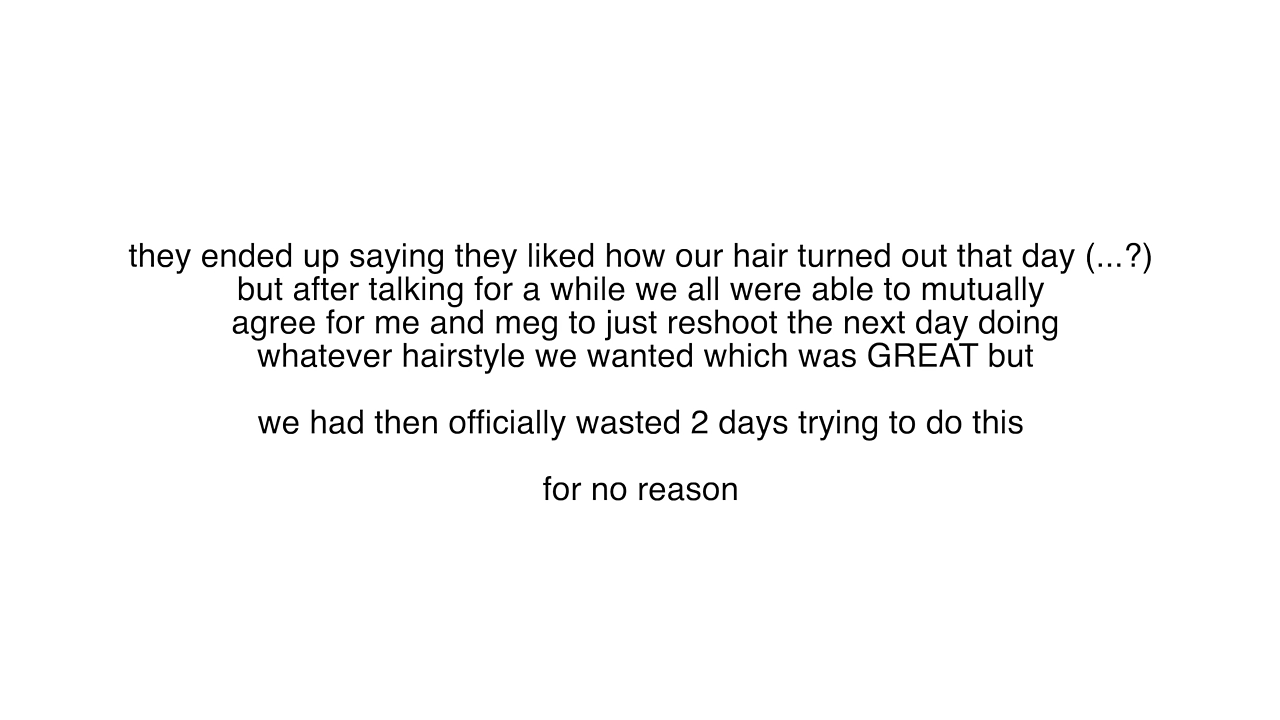 they ended up saying they liked how our hair turned out that day (...?)
but after talking for a while we all were able to mutually
agree for me and meg to just reshoot the next day doing
whatever hairstyle we wanted which was GREAT but
we had then officially wasted 2 days trying to do this
for no reason